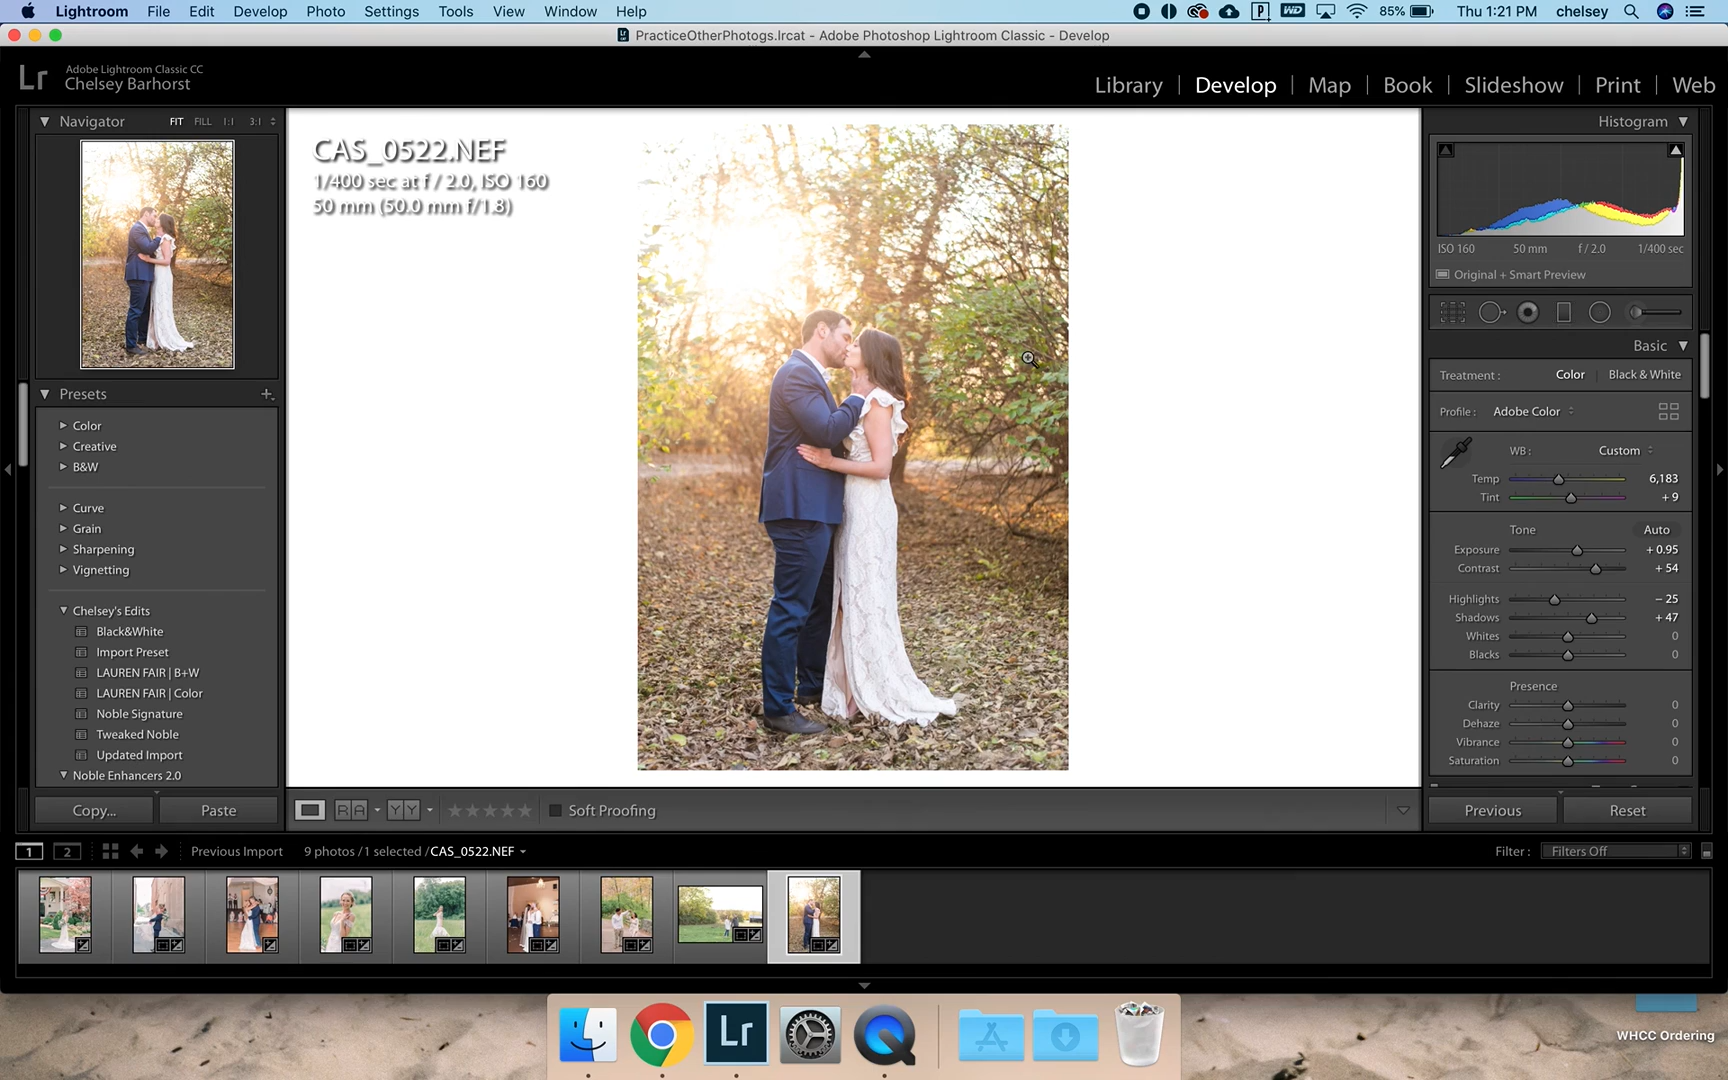 Lightroom File Edit Develop Photo Settings Tools View Window Help
P WD 85% Thu 1:21 PM chelsey
Lr PracticeOtherPhotogs.lrcat - Adobe Photoshop Lightroom Classic - Develop
Lr
Adobe Lightroom Classic CC
Chelsey Barhorst
Library | Develop | Map | Book | Slideshow | Print | Web
Navigator FIT FILL 1:1 3:1
CAS_0522.NEF
1/400 sec at f / 2.0, ISO 160
50 mm (50.0 mm f/1.8)
Presets +
Color
Creative
B&W
Curve
Grain
Sharpening
Vignetting
Chelsey's Edits
Black&White
Import Preset
LAUREN FAIR | B+W
LAUREN FAIR | Color
Noble Signature
Tweaked Noble
Updated Import
Noble Enhancers 2.0
Copy... Paste
R A Y Y Soft Proofing
Histogram
ISO 160 50 mm f / 2.0 1/400 sec
Original + Smart Preview
Basic
Treatment : Color | Black & White
Profile : Adobe Color
WB : Custom
Temp 6,183
Tint + 9
Tone Auto
Exposure + 0.95
Contrast + 54
Highlights − 25
Shadows + 47
Whites 0
Blacks 0
Presence
Clarity 0
Dehaze 0
Vibrance 0
Saturation 0
Previous Reset
1 2 Previous Import 9 photos / 1 selected / CAS_0522.NEF Filter : Filters Off
Lr
WHCC Ordering